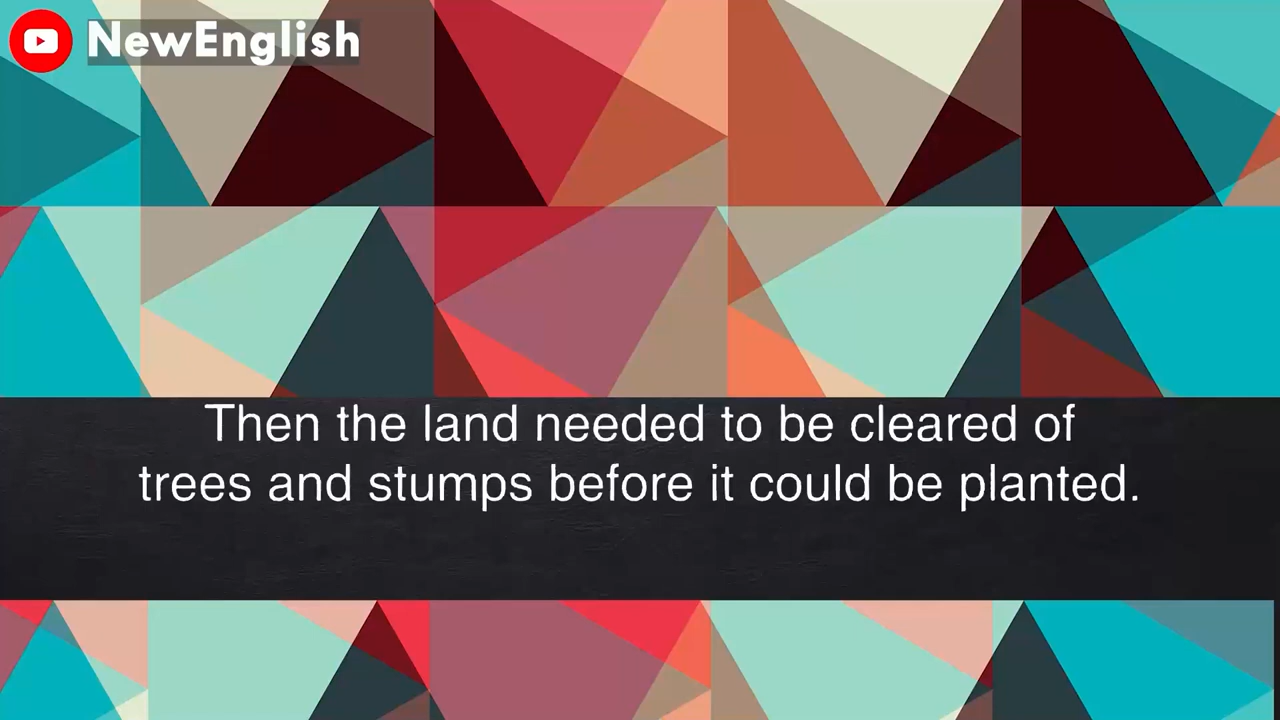 NewEnglish
Then the land needed to be cleared of
trees and stumps before it could be planted.